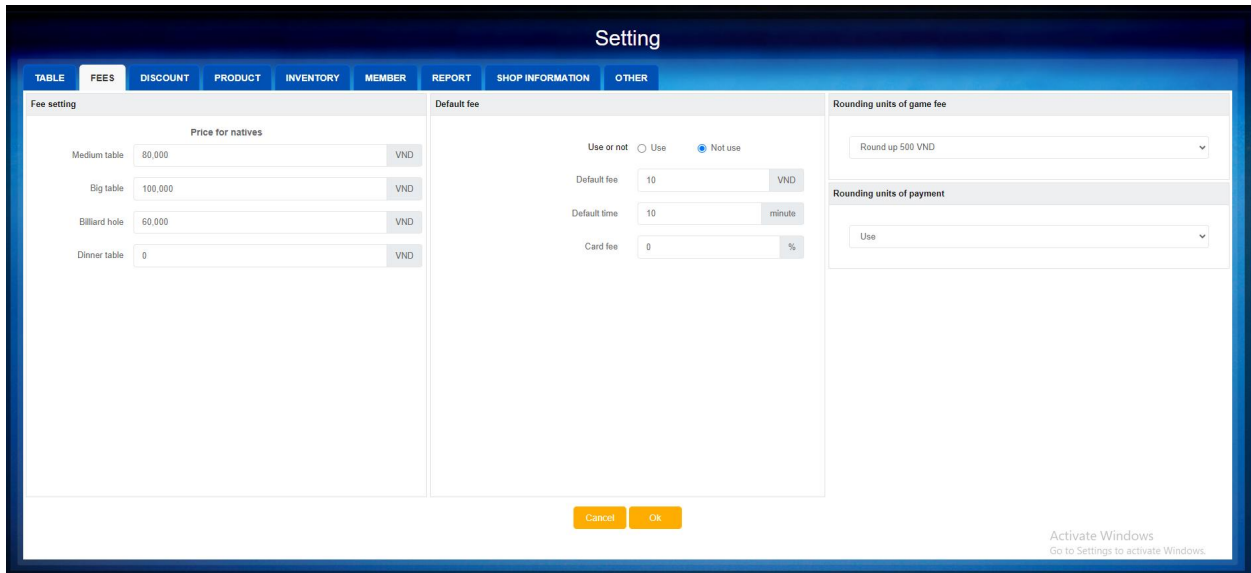 Setting
TABLE FEES DISCOUNT PRODUCT INVENTORY MEMBER REPORT SHOP INFORMATION OTHER
Fee setting
Price for natives
Medium table 80,000 VND
Big table 100,000 VND
Billiard hole 60,000 VND
Dinner table 0 VND
Default fee
Use or not Use Not use
Default fee 10 VND
Default time 10 minute
Card fee 0 %
Rounding units of game fee
Round up 500 VND
Rounding units of payment
Use
Cancel Ok
Activate Windows
Go to Settings to activate Windows.